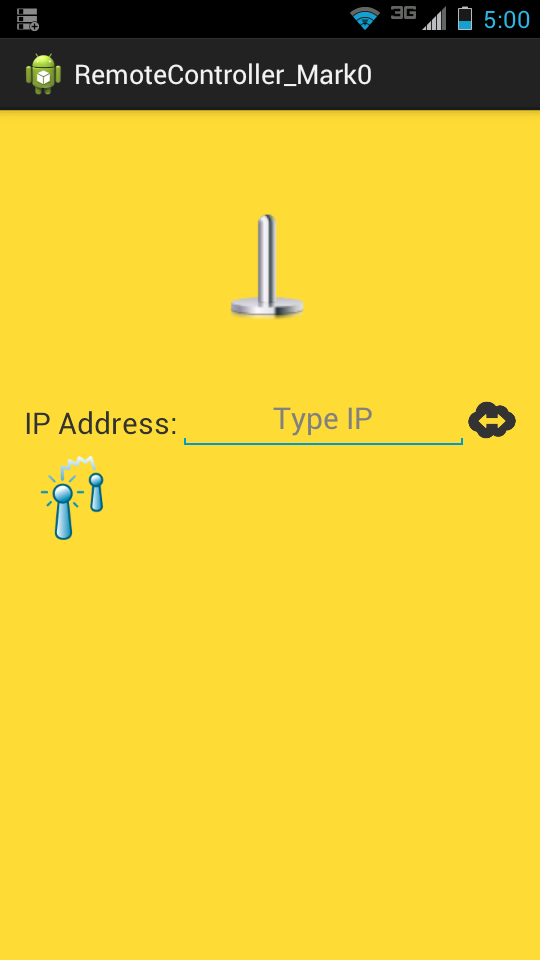 3G 5:00
RemoteController_Mark0
IP Address: Type IP